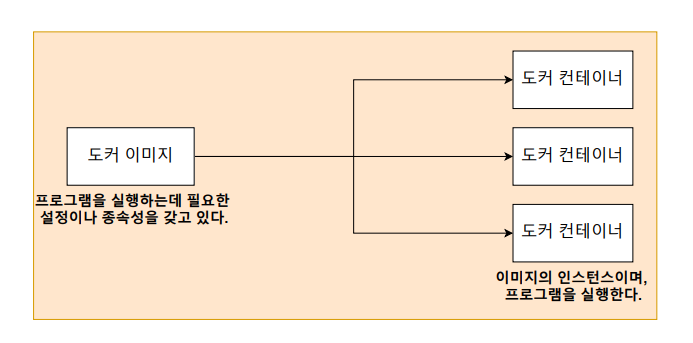 도커 컨테이너
도커 이미지
도커 컨테이너
프로그램을 실행하는데 필요한
설정이나 종속성을 갖고 있다.
도커 컨테이너
이미지의 인스턴스이며,
프로그램을 실행한다.